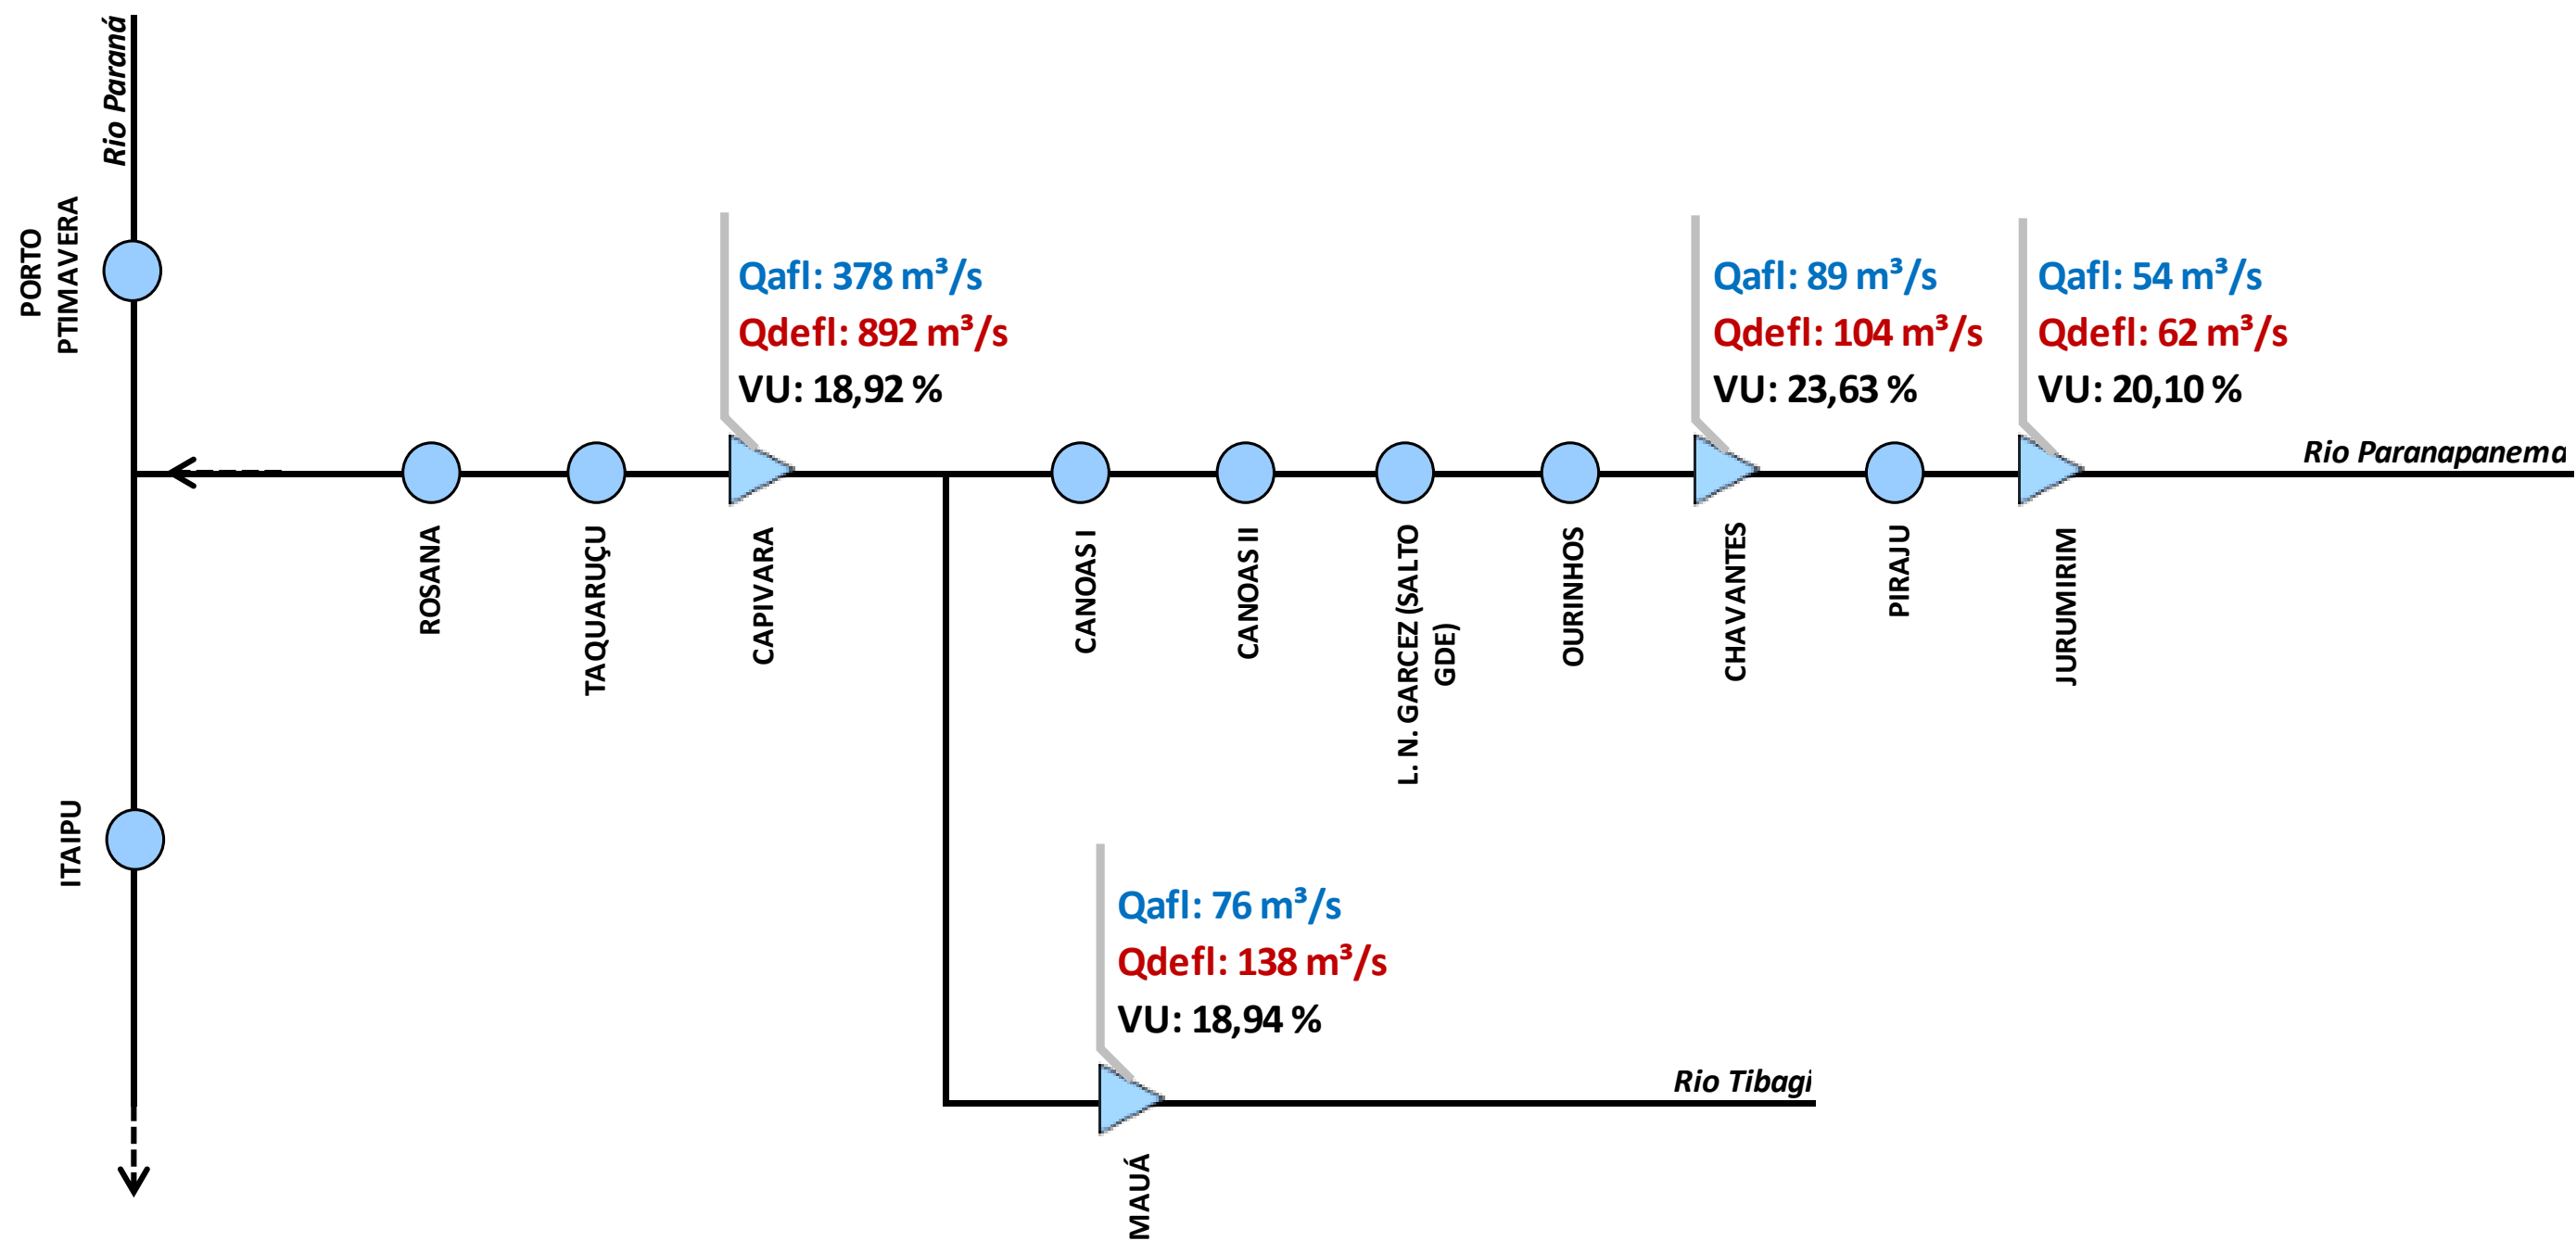 Rio Paraná
PORTO
PTIMAVERA
Qafl: 378 m³/s
Qdefl: 892 m³/s
VU: 18,92 %
Qafl: 89 m³/s
Qdefl: 104 m³/s
VU: 23,63 %
Qafl: 54 m³/s
Qdefl: 62 m³/s
VU: 20,10 %
Rio Paranapanema
ROSANA
TAQUARUÇU
CAPIVARA
CANOAS I
CANOAS II
L. N. GARCEZ (SALTO
GDE)
OURINHOS
CHAVANTES
PIRAJU
JURUMIRIM
ITAIPU
Qafl: 76 m³/s
Qdefl: 138 m³/s
VU: 18,94 %
Rio Tibagi
MAUÁ